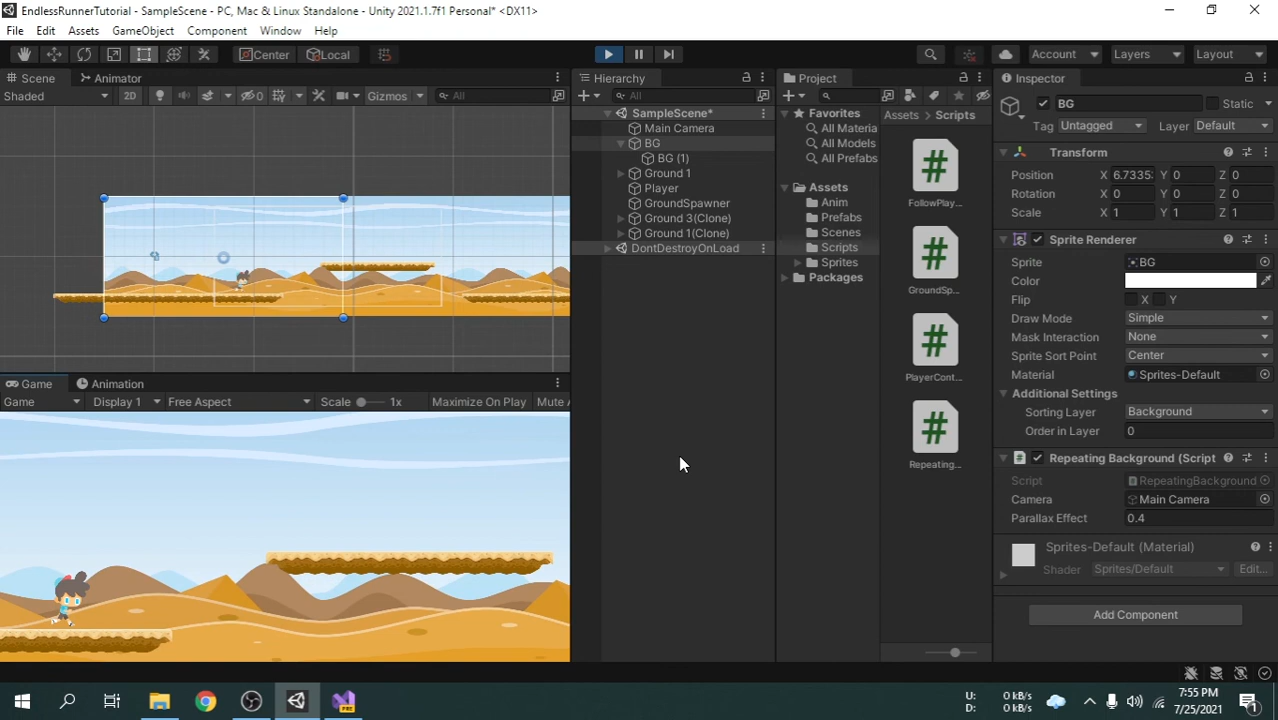 EndlessRunnerTutorial - SampleScene - PC, Mac & Linux Standalone - Unity 2021.1.7f1 Personal* <DX11>
File Edit Assets GameObject Component Window Help
Center Local Account Layers Layout
Scene Animator
Shaded 2D 0 Gizmos All
Hierarchy
All
SampleScene*
Main Camera
BG
BG (1)
Ground 1
Player
GroundSpawner
Ground 3(Clone)
Ground 1(Clone)
DontDestroyOnLoad
Project
Favorites
All Materia
All Models
All Prefabs
Assets
Anim
Prefabs
Scenes
Scripts
Sprites
Packages
Assets > Scripts
#
FollowPlay...
#
GroundSp...
#
PlayerCont...
#
Repeating...
Inspector
BG Static
Tag Untagged Layer Default
Transform
Position X 6.7335: Y 0 Z 0
Rotation X 0 Y 0 Z 0
Scale X 1 Y 1 Z 1
Sprite Renderer
Sprite BG
Color
Flip X Y
Draw Mode Simple
Mask Interaction None
Sprite Sort Point Center
Material Sprites-Default
Additional Settings
Sorting Layer Background
Order in Layer 0
# Repeating Background (Script
Script RepeatingBackground
Camera Main Camera
Parallax Effect 0.4
Sprites-Default (Material)
Shader Sprites/Default Edit...
Add Component
Game Animation
Game Display 1 Free Aspect Scale 1x Maximize On Play Mute A
U: 0 kB/s
D: 0 kB/s
7:55 PM
7/25/2021
1